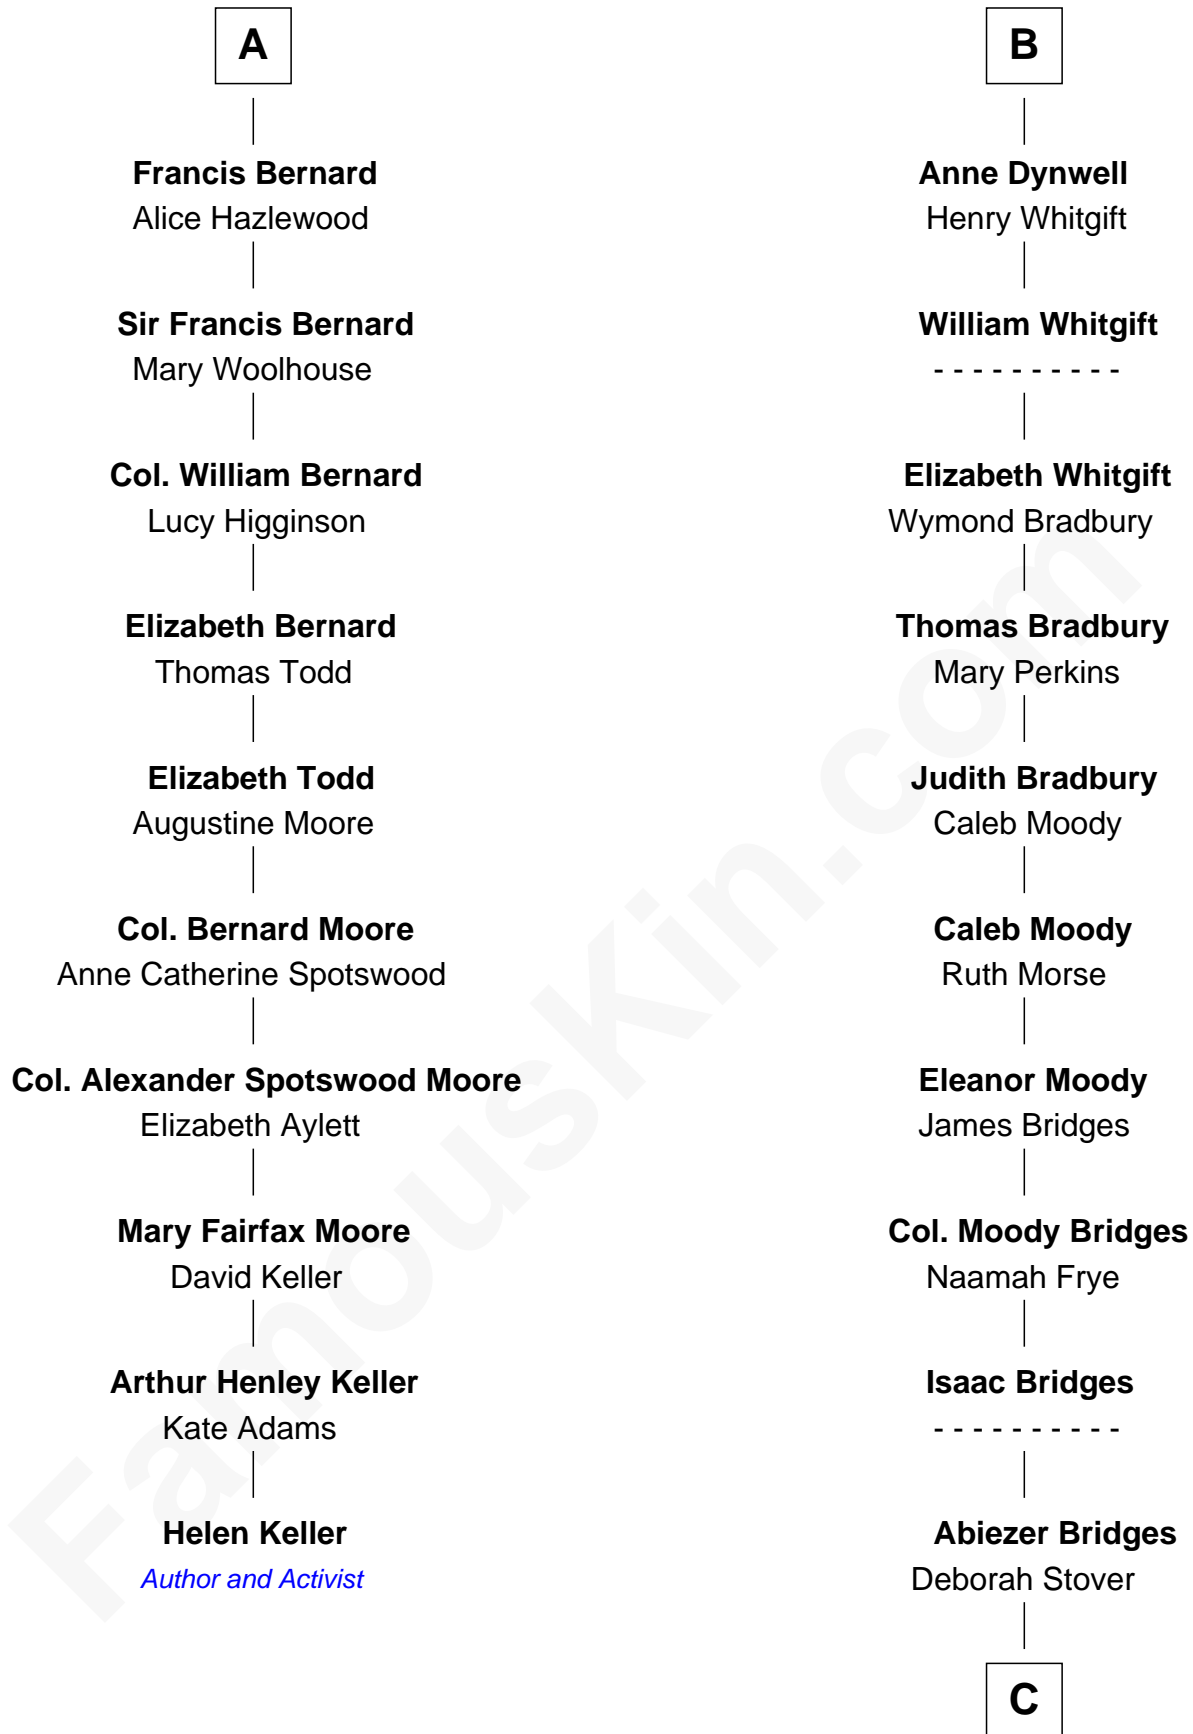 A
Francis Bernard
Alice Hazlewood
Sir Francis Bernard
Mary Woolhouse
Col. William Bernard
Lucy Higginson
Elizabeth Bernard
Thomas Todd
Elizabeth Todd
Augustine Moore
Col. Bernard Moore
Anne Catherine Spotswood
Col. Alexander Spotswood Moore
Elizabeth Aylett
Mary Fairfax Moore
David Keller
Arthur Henley Keller
Kate Adams
Helen Keller
Author and Activist
B
Anne Dynwell
Henry Whitgift
William Whitgift
- - - - - - - - - -
Elizabeth Whitgift
Wymond Bradbury
Thomas Bradbury
Mary Perkins
Judith Bradbury
Caleb Moody
Caleb Moody
Ruth Morse
Eleanor Moody
James Bridges
Col. Moody Bridges
Naamah Frye
Isaac Bridges
- - - - - - - - - -
Abiezer Bridges
Deborah Stover
C
FamousKin.com